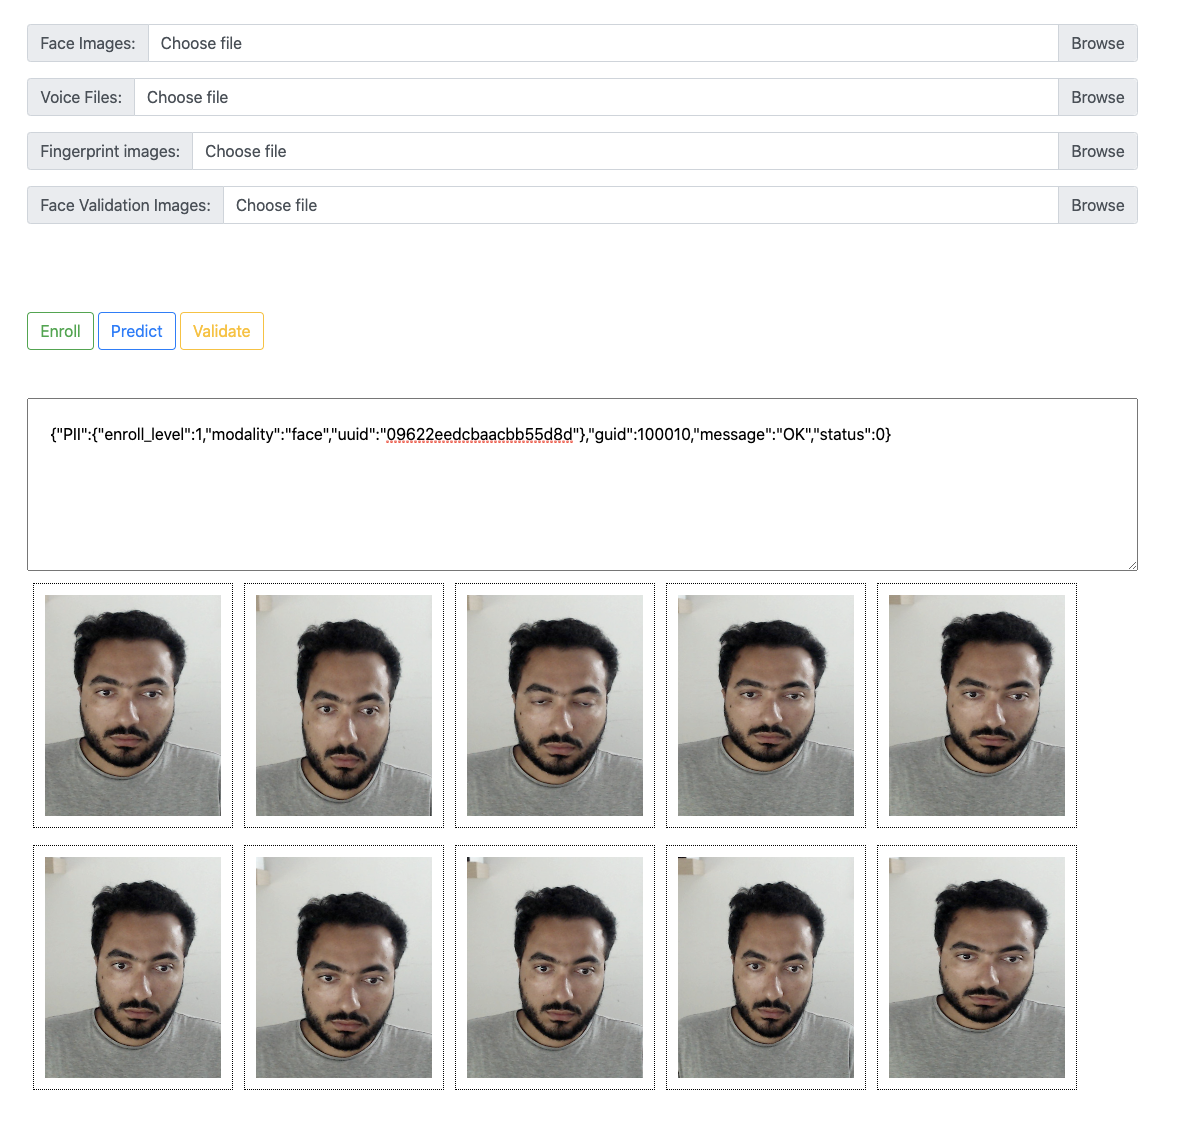 Face Images: Choose file Browse
Voice Files: Choose file Browse
Fingerprint images: Choose file Browse
Face Validation Images: Choose file Browse
Enroll Predict Validate
{"PII":{"enroll_level":1,"modality":"face","uuid":"09622eedcbaacbb55d8d"},"guid":100010,"message":"OK","status":0}